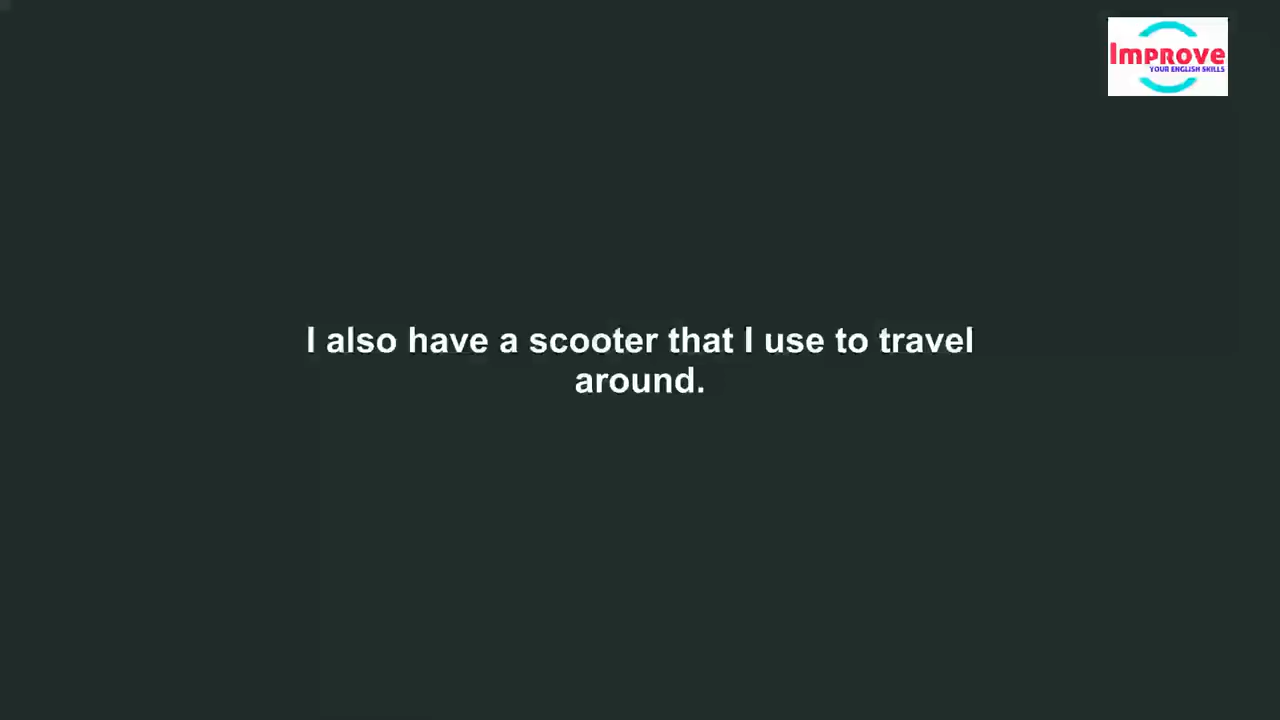 Improve
YOUR ENGLISH SKILLS
I also have a scooter that I use to travel
around.